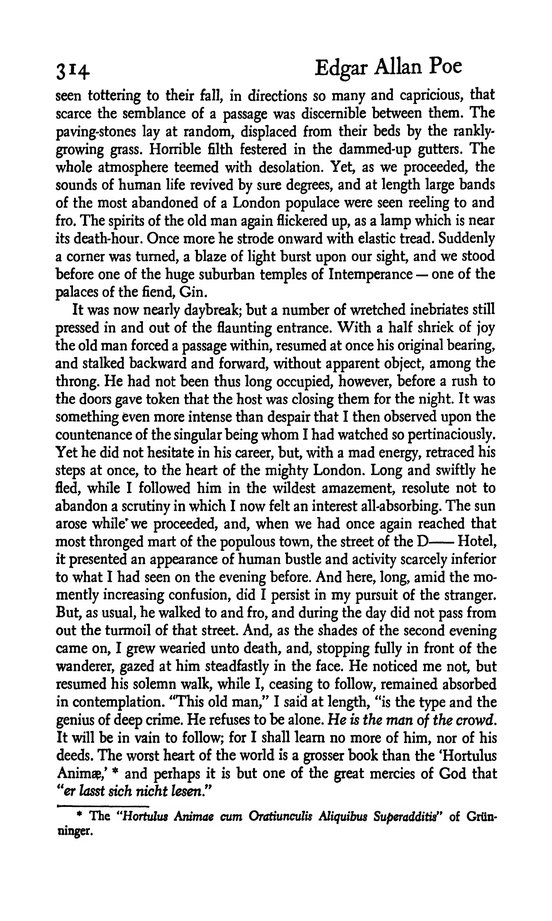 314 Edgar Allan Poe
seen tottering to their fall, in directions so many and capricious, that
scarce the semblance of a passage was discernible between them. The
paving-stones lay at random, displaced from their beds by the rankly-
growing grass. Horrible filth festered in the dammed-up gutters. The
whole atmosphere teemed with desolation. Yet, as we proceeded, the
sounds of human life revived by sure degrees, and at length large bands
of the most abandoned of a London populace were seen reeling to and
fro. The spirits of the old man again flickered up, as a lamp which is near
its death-hour. Once more he strode onward with elastic tread. Suddenly
a corner was turned, a blaze of light burst upon our sight, and we stood
before one of the huge suburban temples of Intemperance — one of the
palaces of the fiend, Gin.
It was now nearly daybreak; but a number of wretched inebriates still
pressed in and out of the flaunting entrance. With a half shriek of joy
the old man forced a passage within, resumed at once his original bearing,
and stalked backward and forward, without apparent object, among the
throng. He had not been thus long occupied, however, before a rush to
the doors gave token that the host was closing them for the night. It was
something even more intense than despair that I then observed upon the
countenance of the singular being whom I had watched so pertinaciously.
Yet he did not hesitate in his career, but, with a mad energy, retraced his
steps at once, to the heart of the mighty London. Long and swiftly he
fled, while I followed him in the wildest amazement, resolute not to
abandon a scrutiny in which I now felt an interest all-absorbing. The sun
arose while we proceeded, and, when we had once again reached that
most thronged mart of the populous town, the street of the D—— Hotel,
it presented an appearance of human bustle and activity scarcely inferior
to what I had seen on the evening before. And here, long, amid the mo-
mently increasing confusion, did I persist in my pursuit of the stranger.
But, as usual, he walked to and fro, and during the day did not pass from
out the turmoil of that street. And, as the shades of the second evening
came on, I grew wearied unto death, and, stopping fully in front of the
wanderer, gazed at him steadfastly in the face. He noticed me not, but
resumed his solemn walk, while I, ceasing to follow, remained absorbed
in contemplation. “This old man,” I said at length, “is the type and the
genius of deep crime. He refuses to be alone. He is the man of the crowd.
It will be in vain to follow; for I shall learn no more of him, nor of his
deeds. The worst heart of the world is a grosser book than the ‘Hortulus
Animæ,’ * and perhaps it is but one of the great mercies of God that
“er lasst sich nicht lesen.”
* The “Hortulus Animae cum Oratiunculis Aliquibus Superadditis” of Grün-
ninger.